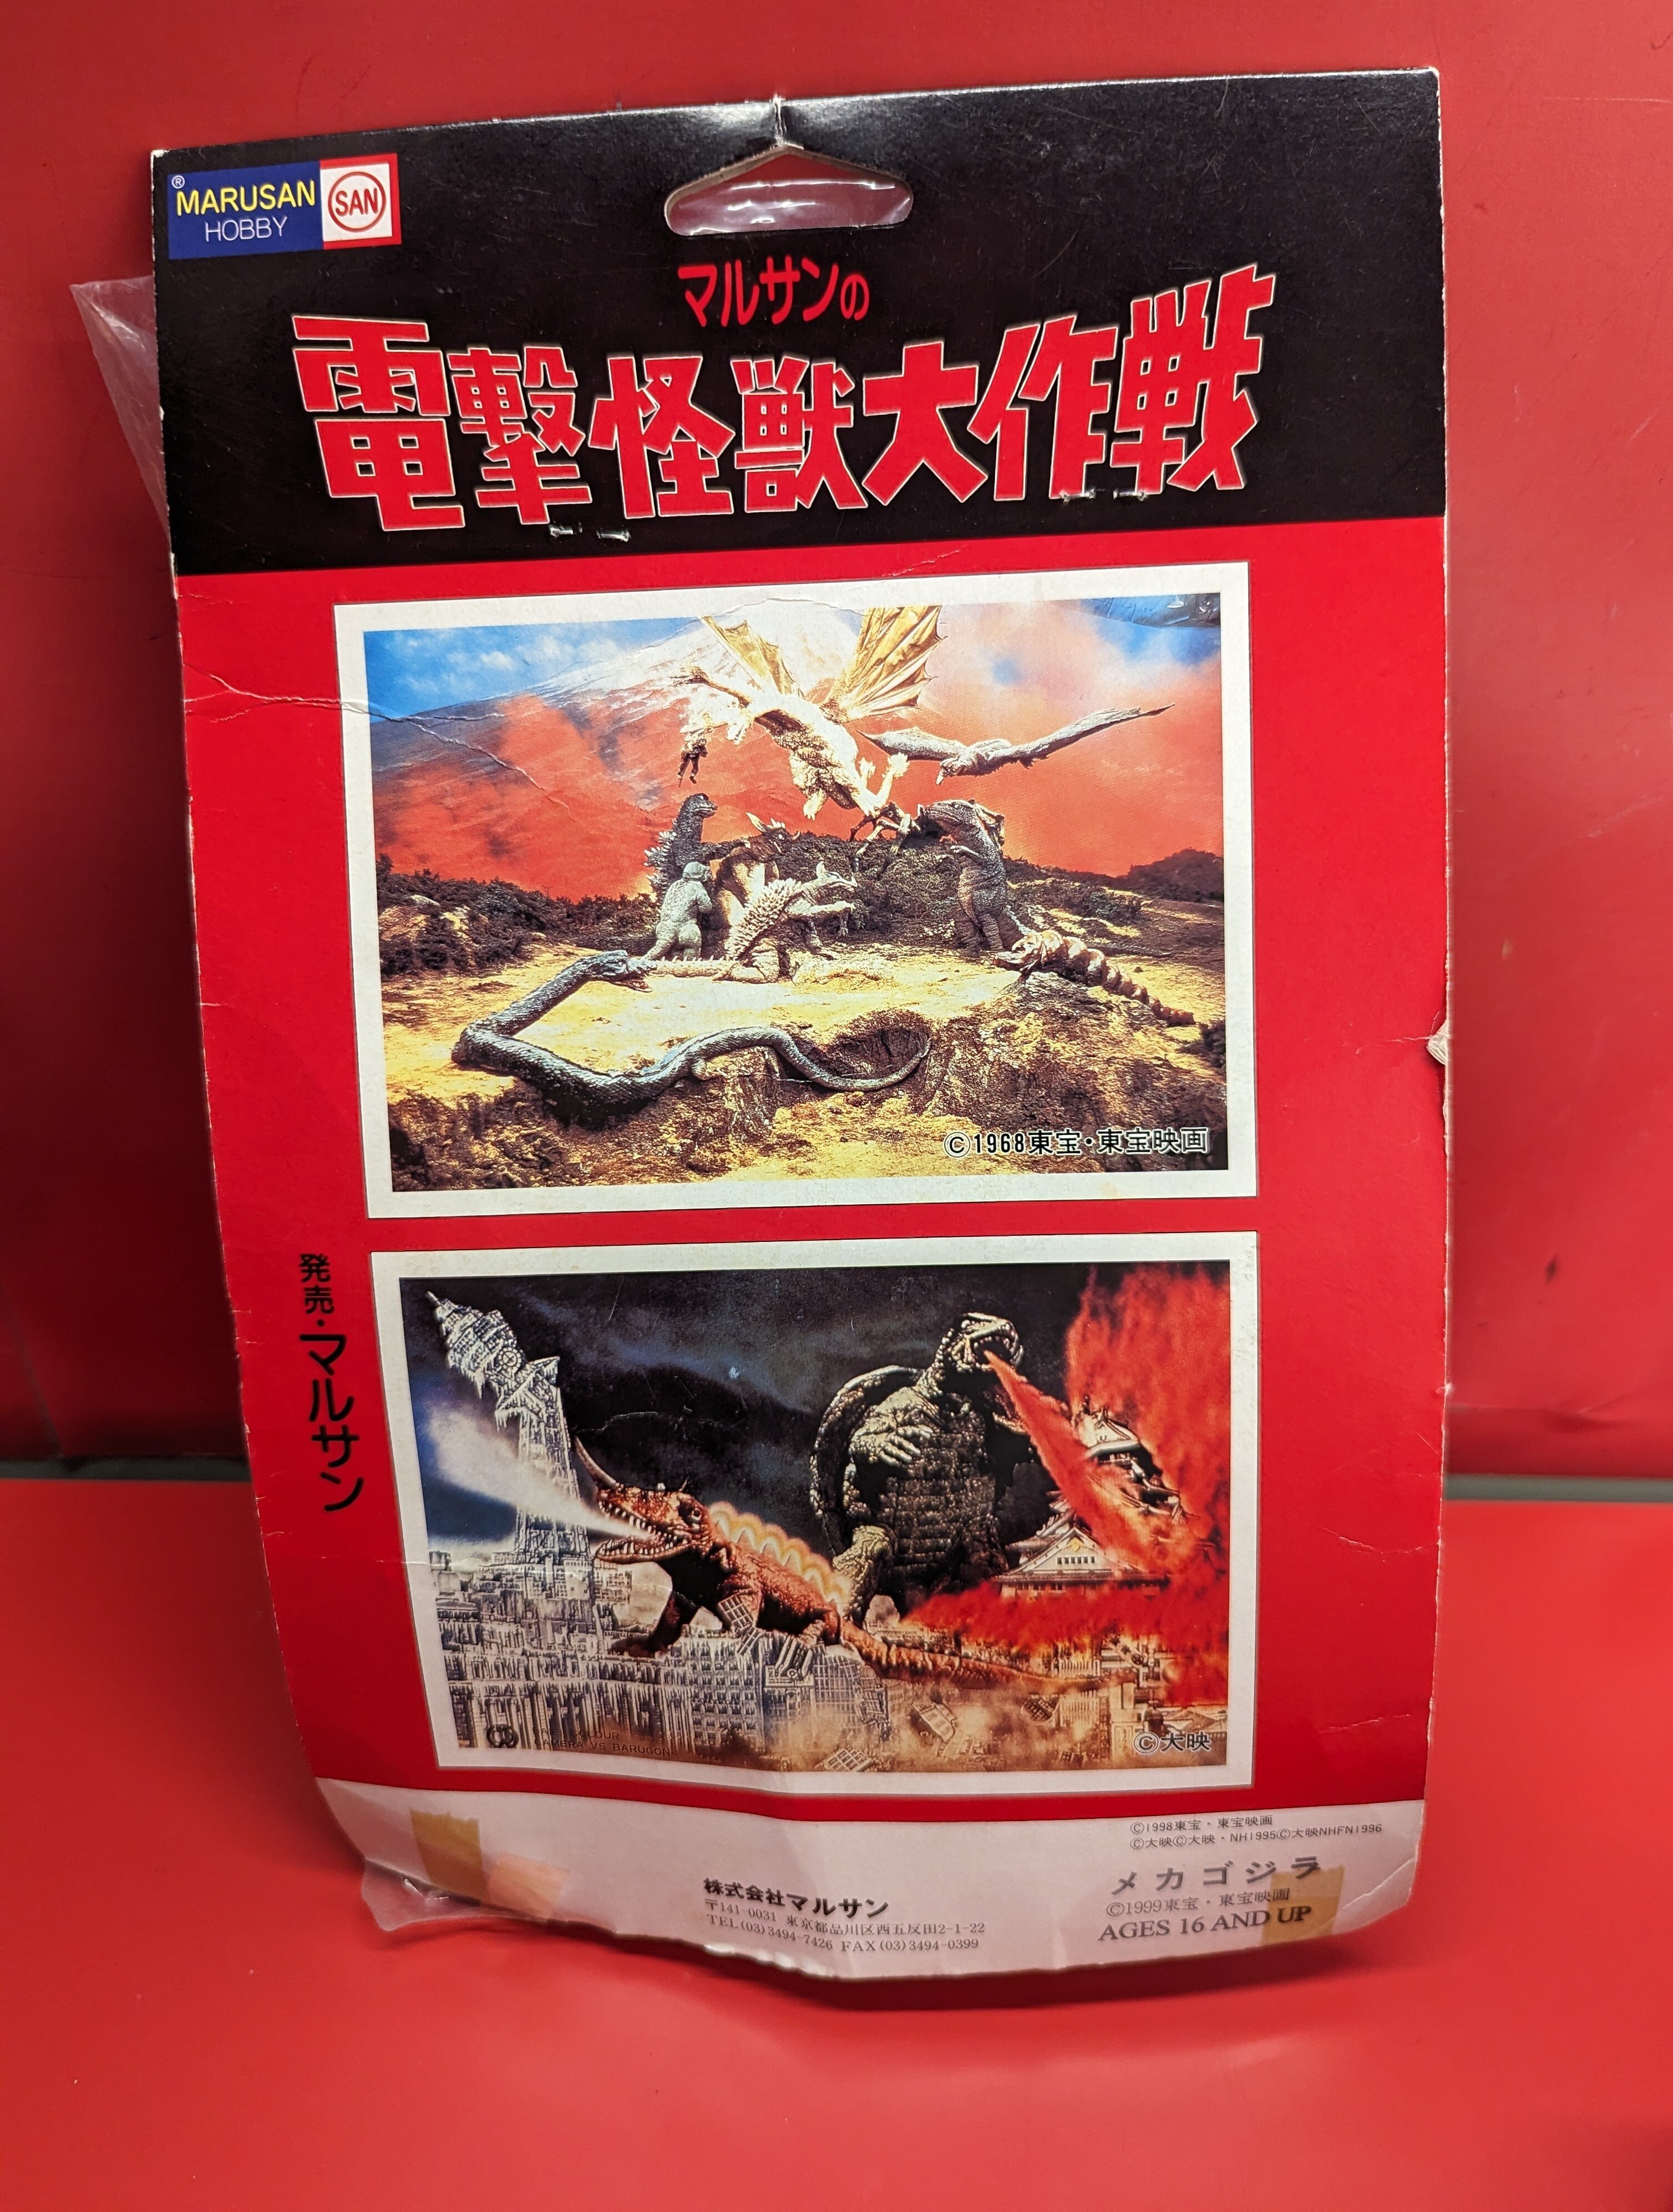 ® MARUSAN
HOBBY
SAN
マルサンの
電撃怪獣大作戦
©1968東宝・東宝映画
発売・マルサン
GAMERA VS BARUGON
©大映
©1998東宝・東宝映画
©大映©大映・NH1995©大映NHFN1996
メカゴジラ
©1999東宝・東宝映画
AGES 16 AND UP
株式会社マルサン
〒141-0031 東京都品川区西五反田2-1-22
TEL(03)3494-7426 FAX(03)3494-0399